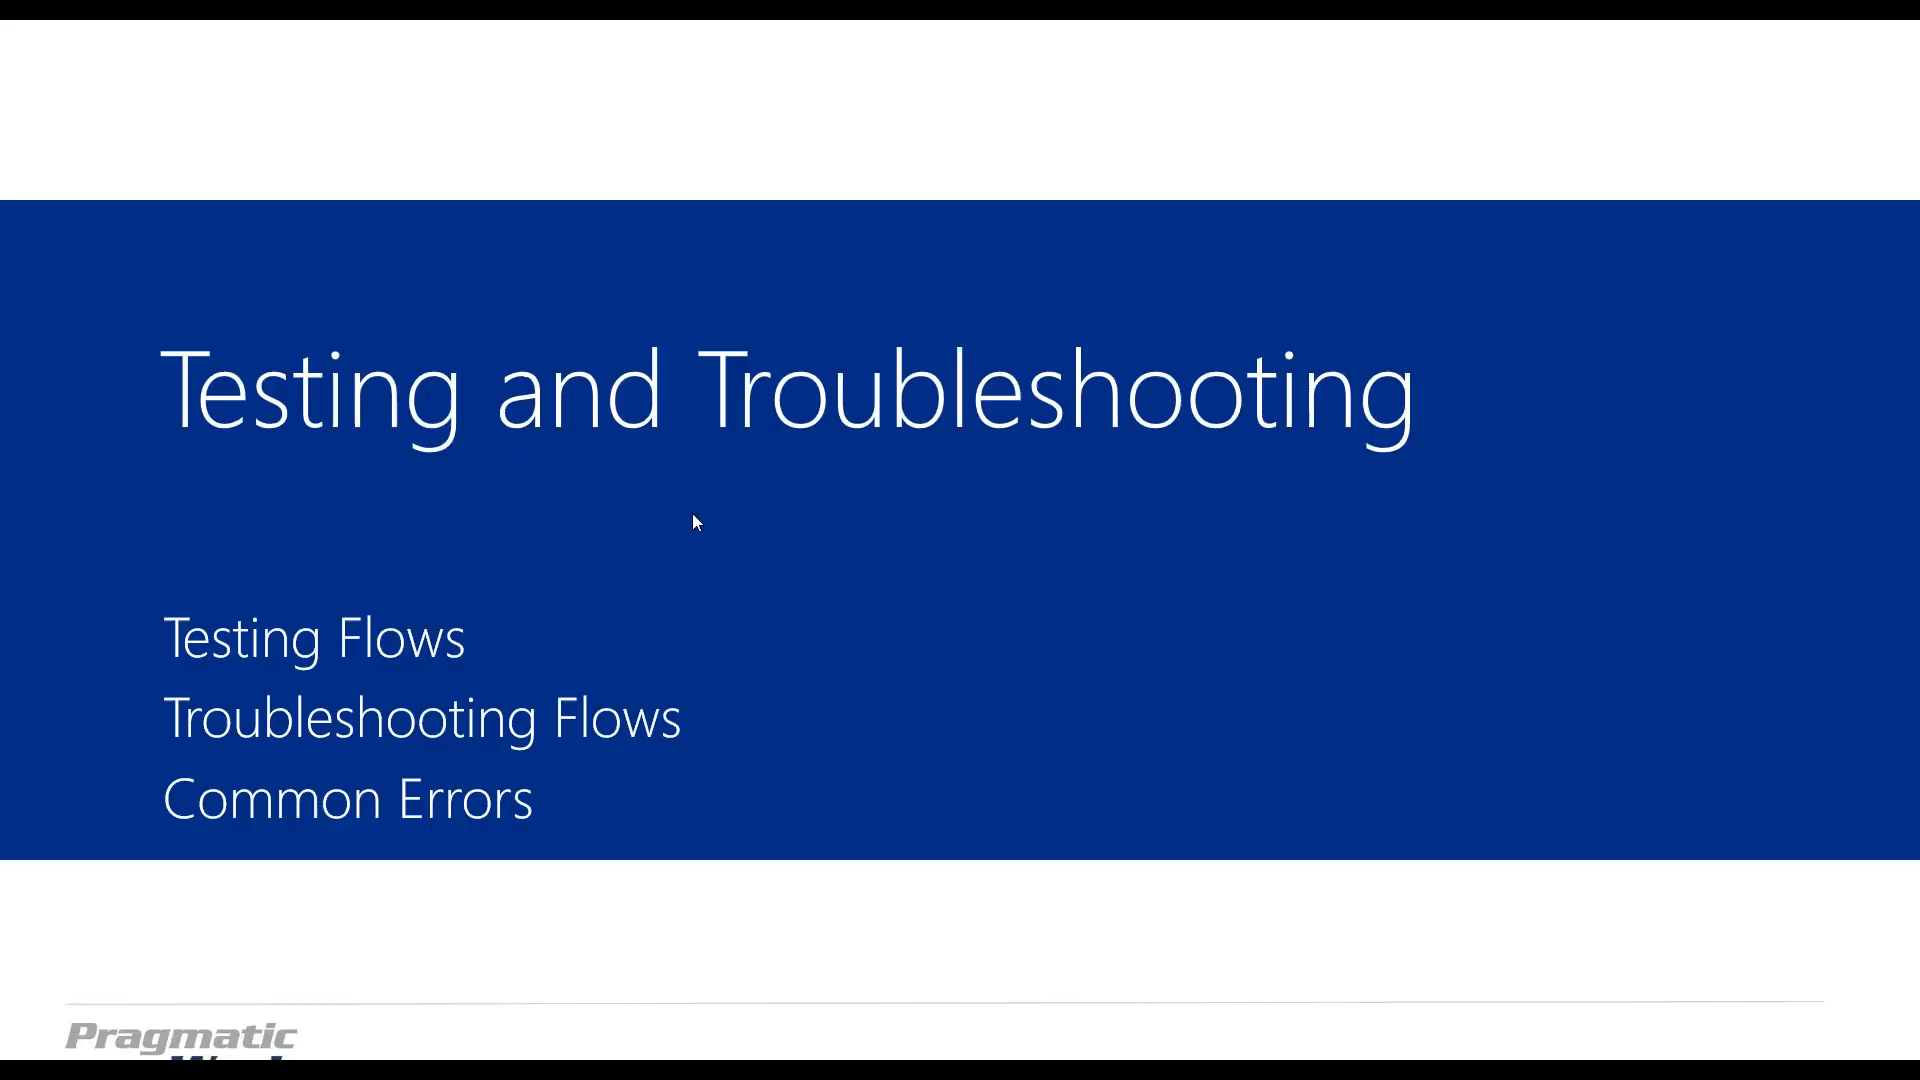 Testing and Troubleshooting
Testing Flows
Troubleshooting Flows
Common Errors
Pragmatic